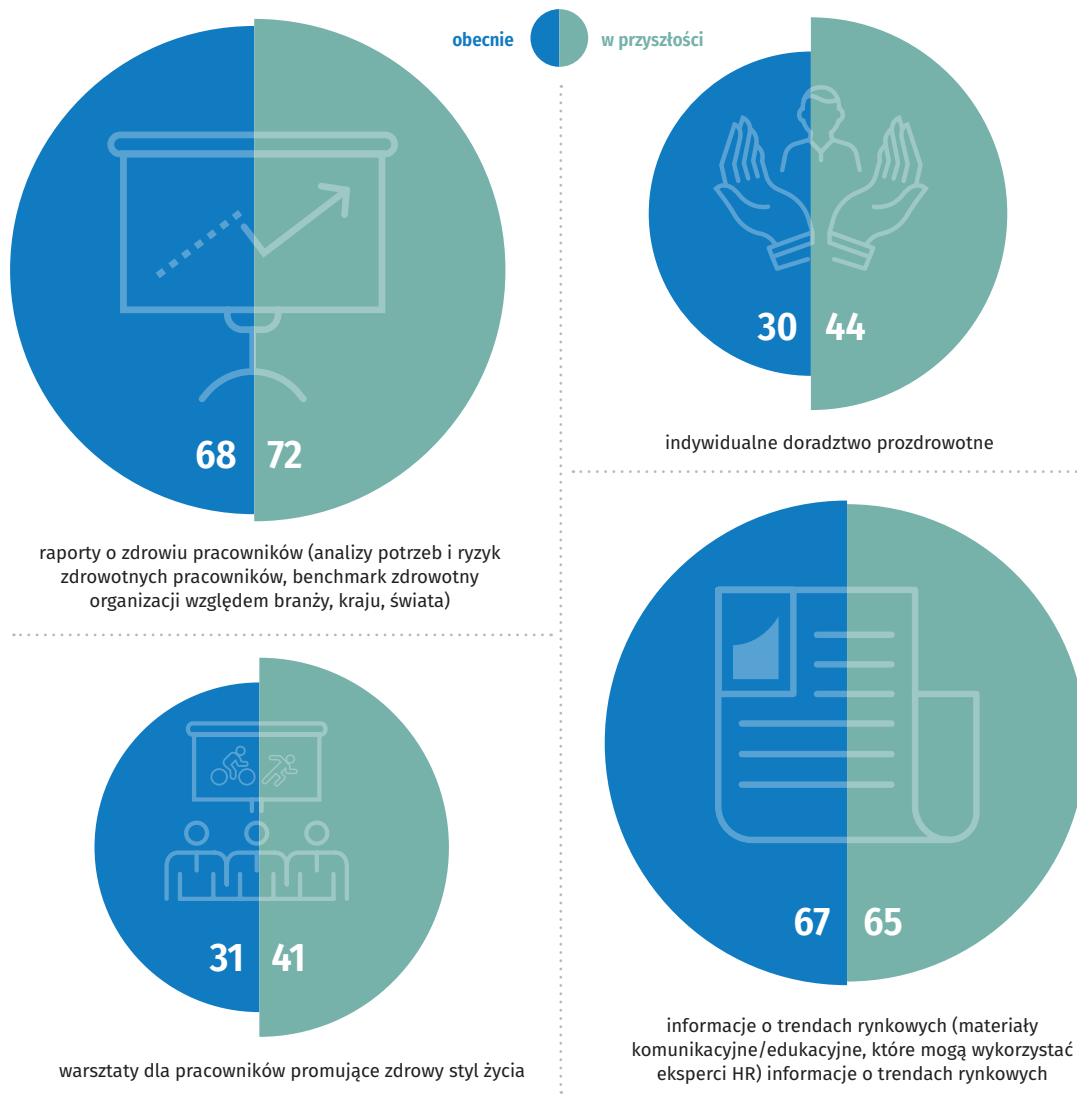 obecnie
w przyszłości
68 72
raporty o zdrowiu pracowników (analizy potrzeb i ryzyk
zdrowotnych pracowników, benchmark zdrowotny
organizacji względem branży, kraju, świata)
30 44
indywidualne doradztwo prozdrowotne
31 41
warsztaty dla pracowników promujące zdrowy styl życia
67 65
informacje o trendach rynkowych (materiały
komunikacyjne/edukacyjne, które mogą wykorzystać
eksperci HR) informacje o trendach rynkowych